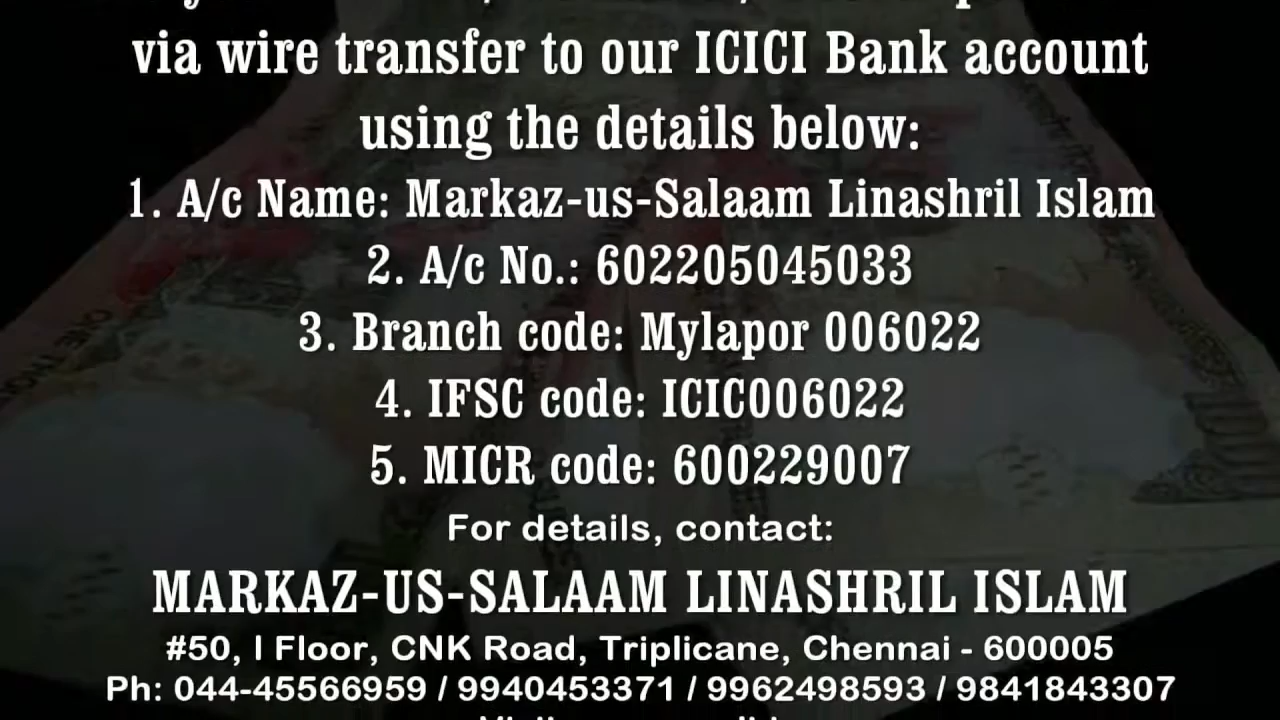 via wire transfer to our ICICI Bank account
using the details below:
1. A/c Name: Markaz-us-Salaam Linashril Islam
2. A/c No.: 602205045033
3. Branch code: Mylapor 006022
4. IFSC code: ICIC006022
5. MICR code: 600229007
For details, contact:
MARKAZ-US-SALAAM LINASHRIL ISLAM
#50, I Floor, CNK Road, Triplicane, Chennai - 600005
Ph: 044-45566959 / 9940453371 / 9962498593 / 9841843307